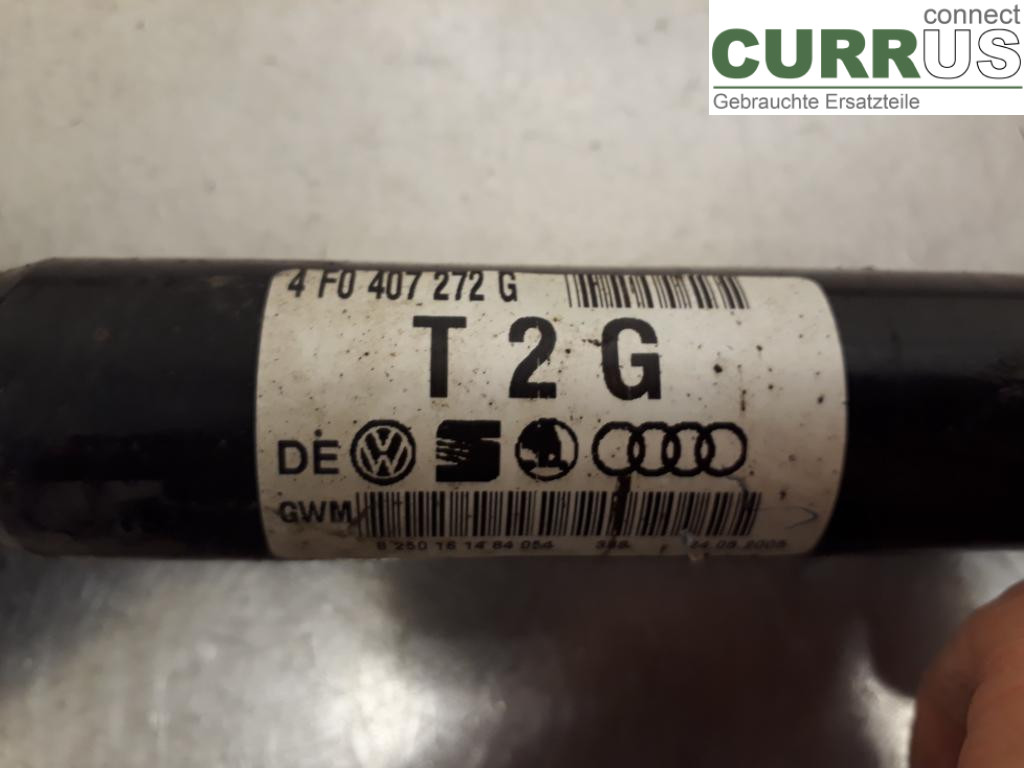 connect
CURRUS
Gebrauchte Ersatzteile
4 F0 407 272 G
T 2 G
DE
GWM